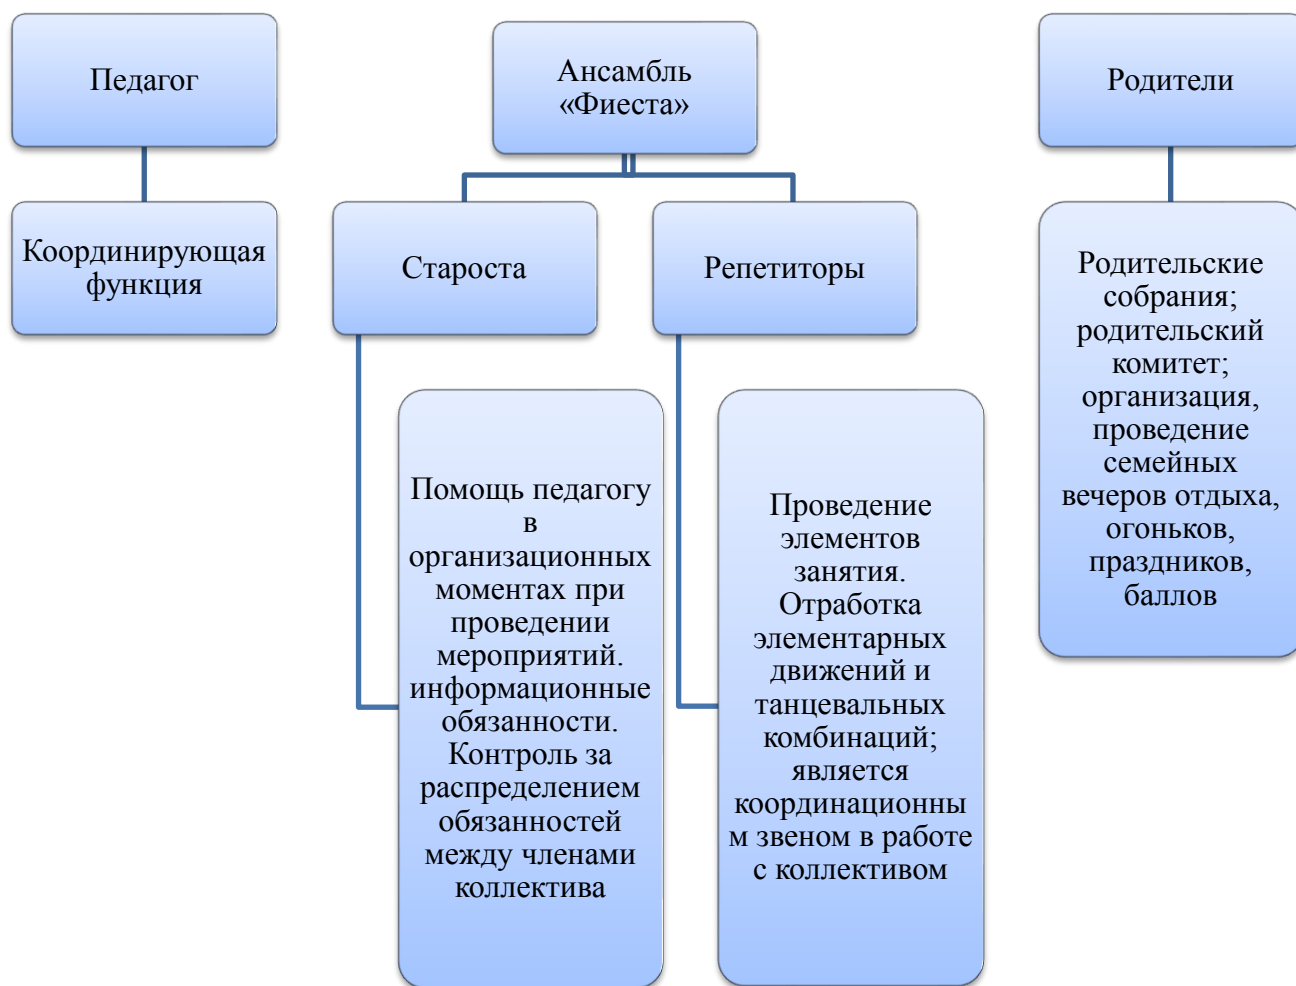 Педагог
Ансамбль
«Фиеста»
Родители
Координирующая
функция
Староста
Репетиторы
Родительские
собрания;
родительский
комитет;
организация,
проведение
семейных
вечеров отдыха,
огоньков,
праздников,
баллов
Помощь педагогу
в
организационных
моментах при
проведении
мероприятий.
информационные
обязанности.
Контроль за
распределением
обязанностей
между членами
коллектива
Проведение
элементов
занятия.
Отработка
элементарных
движений и
танцевальных
комбинаций;
является
координационны
м звеном в работе
с коллективом